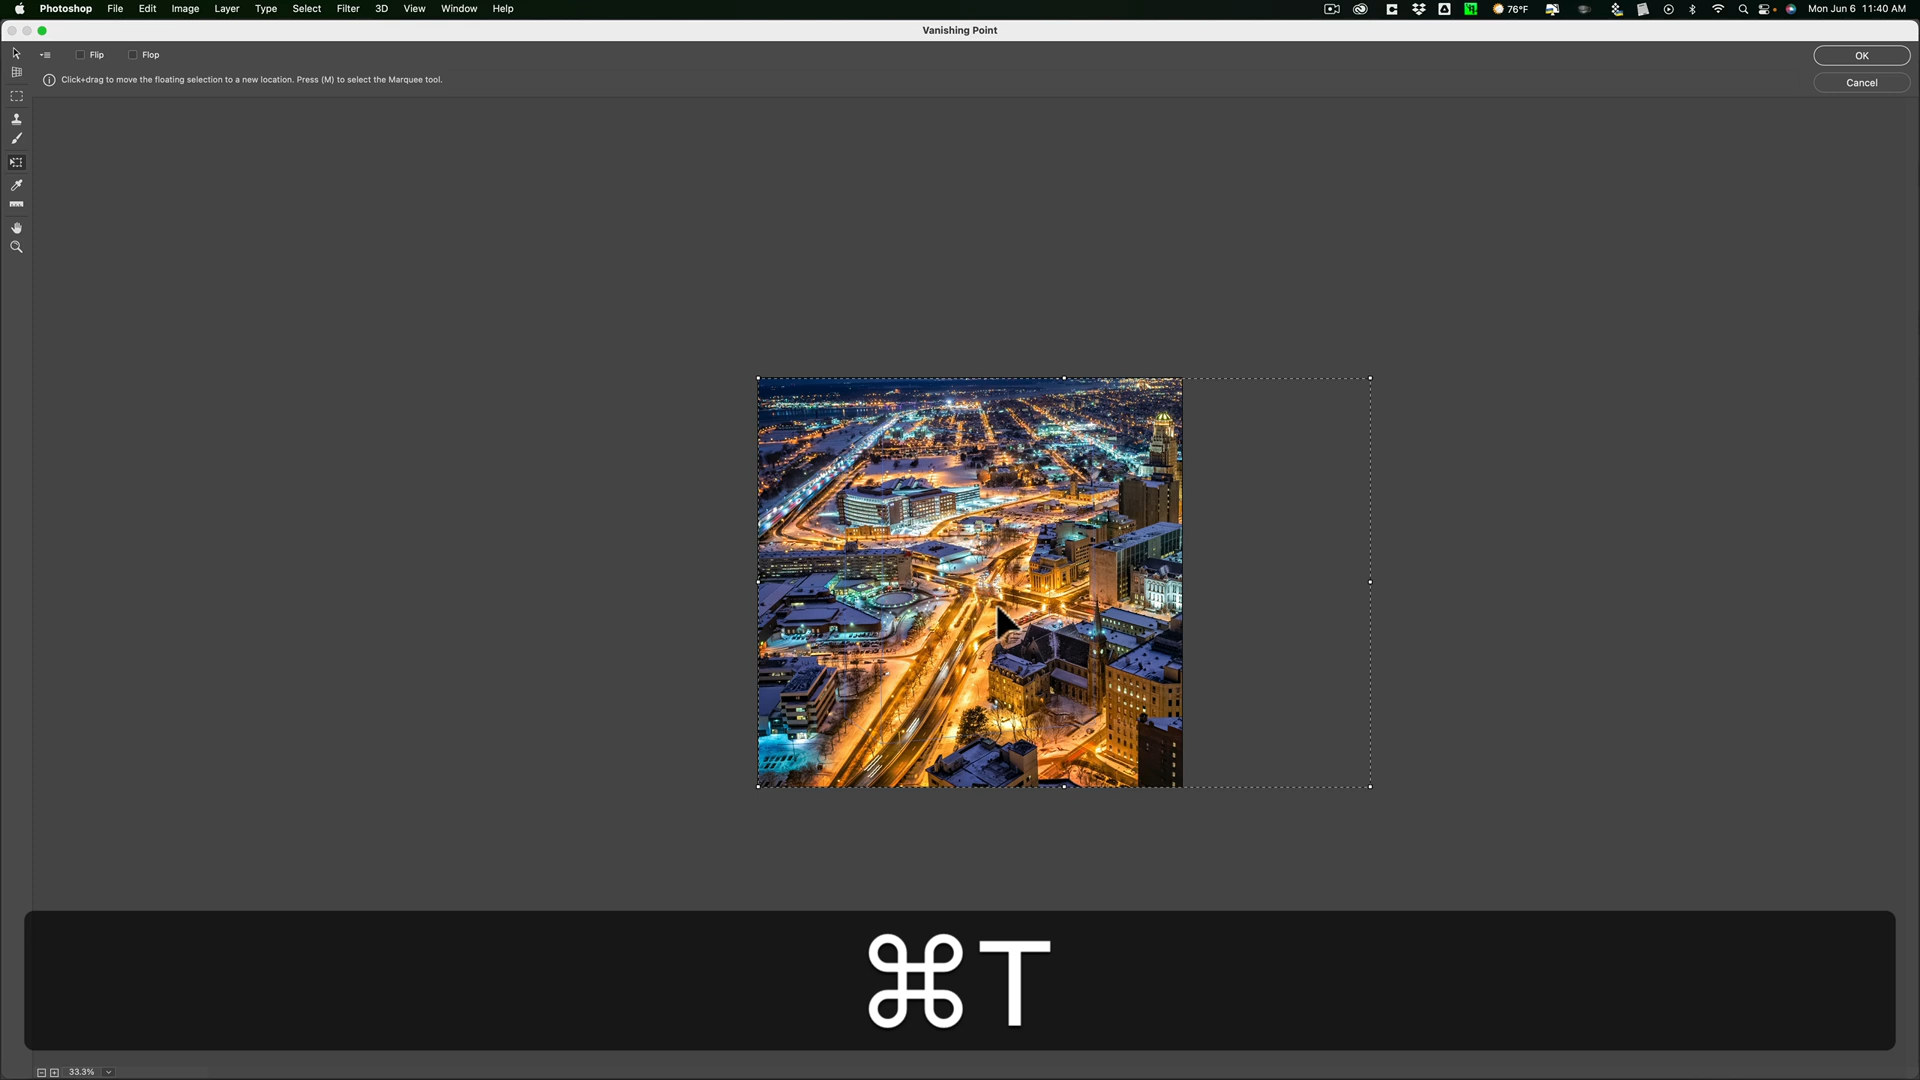 Photoshop File Edit Image Layer Type Select Filter 3D View Window Help 76°F Mon Jun 6 11:40 AM
Vanishing Point
Flip Flop OK
Click+drag to move the floating selection to a new location. Press (M) to select the Marquee tool.
Cancel
⌘T
33.3%